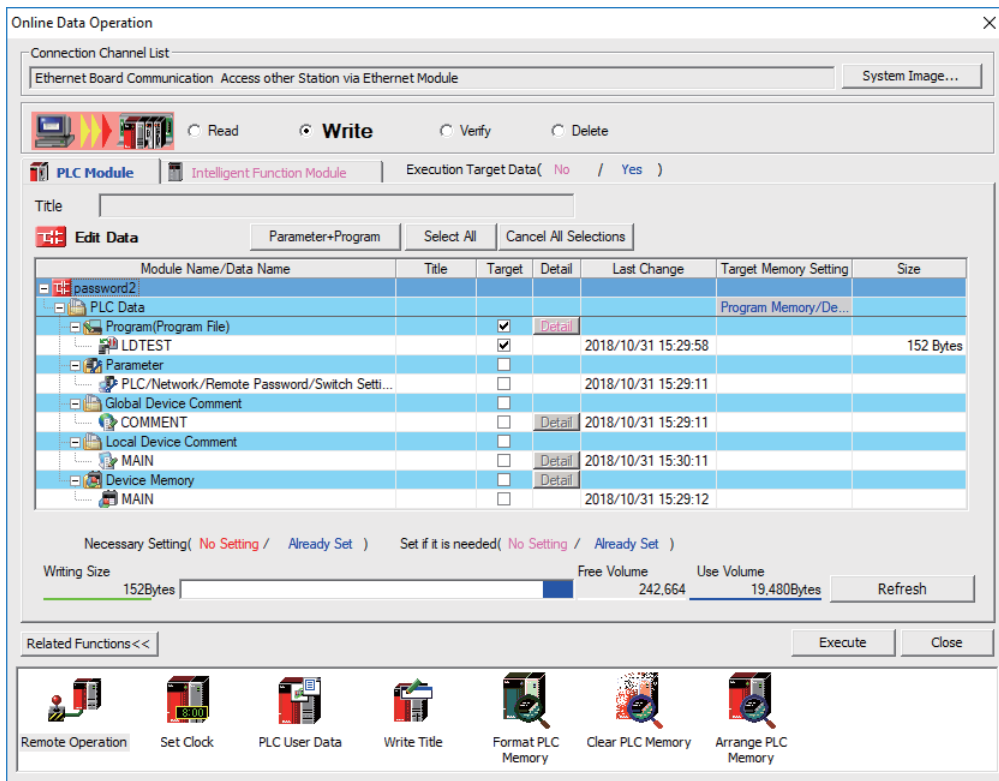 Online Data Operation
Connection Channel List
Ethernet Board Communication Access other Station via Ethernet Module
System Image...
Read Write Verify Delete
PLC Module Intelligent Function Module Execution Target Data( No / Yes )
Title
Edit Data Parameter+Program Select All Cancel All Selections
Module Name/Data Name Title Target Detail Last Change Target Memory Setting Size
password2
PLC Data Program Memory/De...
Program(Program File) Detail
LDTEST 2018/10/31 15:29:58 152 Bytes
Parameter
PLC/Network/Remote Password/Switch Setti... 2018/10/31 15:29:11
Global Device Comment
COMMENT Detail 2018/10/31 15:29:11
Local Device Comment
MAIN Detail 2018/10/31 15:30:11
Device Memory Detail
MAIN 2018/10/31 15:29:12
Necessary Setting( No Setting / Already Set ) Set if it is needed( No Setting / Already Set )
Writing Size Free Volume Use Volume
152Bytes 242,664 19,480Bytes Refresh
Related Functions<< Execute Close
8:00
Remote Operation Set Clock PLC User Data Write Title Format PLC Memory Clear PLC Memory Arrange PLC Memory